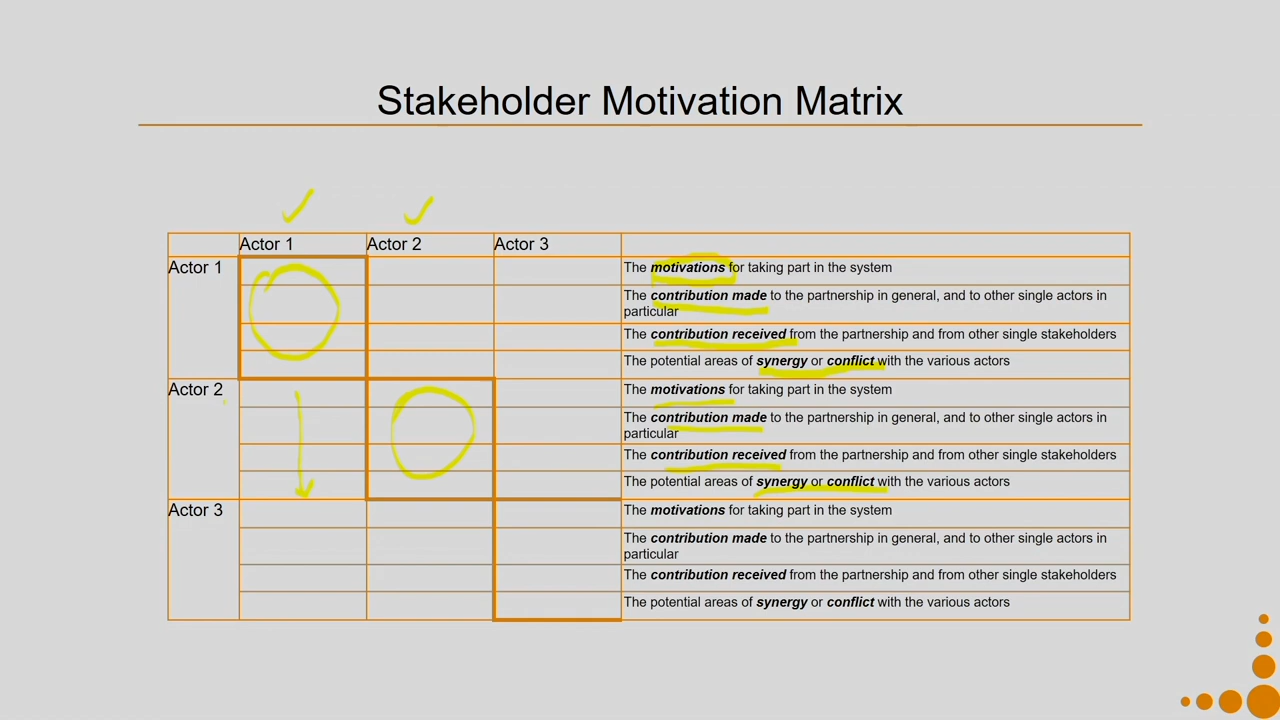 Stakeholder Motivation Matrix
Actor 1 Actor 2 Actor 3
Actor 1 The motivations for taking part in the system
The contribution made to the partnership in general, and to other single actors in
particular
The contribution received from the partnership and from other single stakeholders
The potential areas of synergy or conflict with the various actors
Actor 2 The motivations for taking part in the system
The contribution made to the partnership in general, and to other single actors in
particular
The contribution received from the partnership and from other single stakeholders
The potential areas of synergy or conflict with the various actors
Actor 3 The motivations for taking part in the system
The contribution made to the partnership in general, and to other single actors in
particular
The contribution received from the partnership and from other single stakeholders
The potential areas of synergy or conflict with the various actors